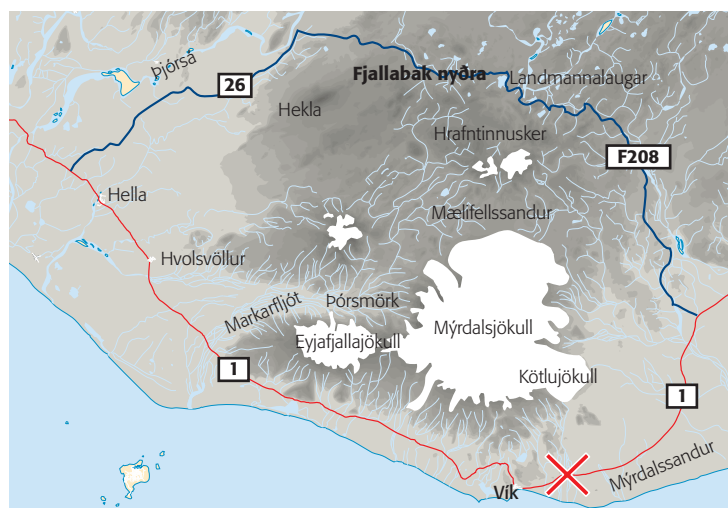 Þjórsá
26
Fjallabak nyðra
Landmannalaugar
Hekla
Hrafntinnusker
F208
Hella
Mælifellssandur
Hvolsvöllur
Markarfljót
Þórsmörk
Eyjafjallajökull
Mýrdalsjökull
1
Kötlujökull
1
Vík
Mýrdalssandur